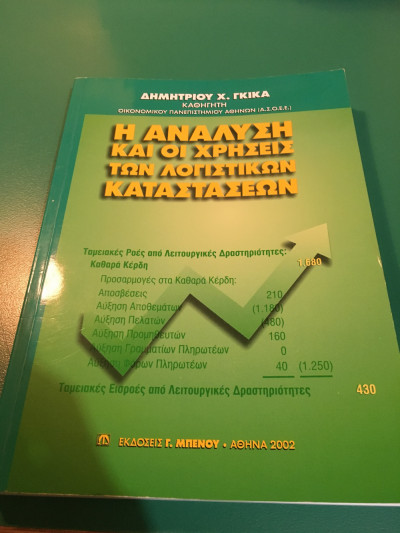 ΔΗΜΗΤΡΙΟΥ Χ. ΓΚΙΚΑ
ΚΑΘΗΓΗΤΗ
ΟΙΚΟΝΟΜΙΚΟΥ ΠΑΝΕΠΙΣΤΗΜΙΟΥ ΑΘΗΝΩΝ (Α.Σ.Ο.Ε.Ε.)
Η ΑΝΑΛΥΣΗ
ΚΑΙ ΟΙ ΧΡΗΣΕΙΣ
ΤΩΝ ΛΟΓΙΣΤΙΚΩΝ
ΚΑΤΑΣΤΑΣΕΩΝ
Ταμειακές Ροές από Λειτουργικές Δραστηριότητες:
Καθαρά Κέρδη 1.680
Προσαρμογές στα Καθαρά Κέρδη:
Αποσβέσεις 210
Αύξηση Αποθεμάτων (1.180)
Αύξηση Πελατών (480)
Αύξηση Προμηθευτών 160
Αύξηση Γραμματίων Πληρωτέων 0
Αύξηση Φόρων Πληρωτέων 40 (1.250)
Ταμειακές Εισροές από Λειτουργικές Δραστηριότητες 430
ΕΚΔΟΣΕΙΣ Γ. ΜΠΕΝΟΥ • ΑΘΗΝΑ 2002